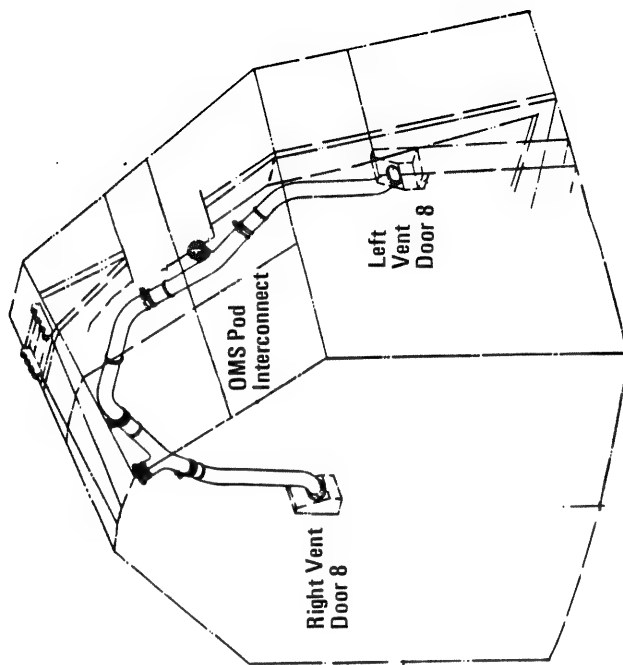 OMS Pod
Interconnect
Left
Vent
Door 8
Right Vent
Door 8